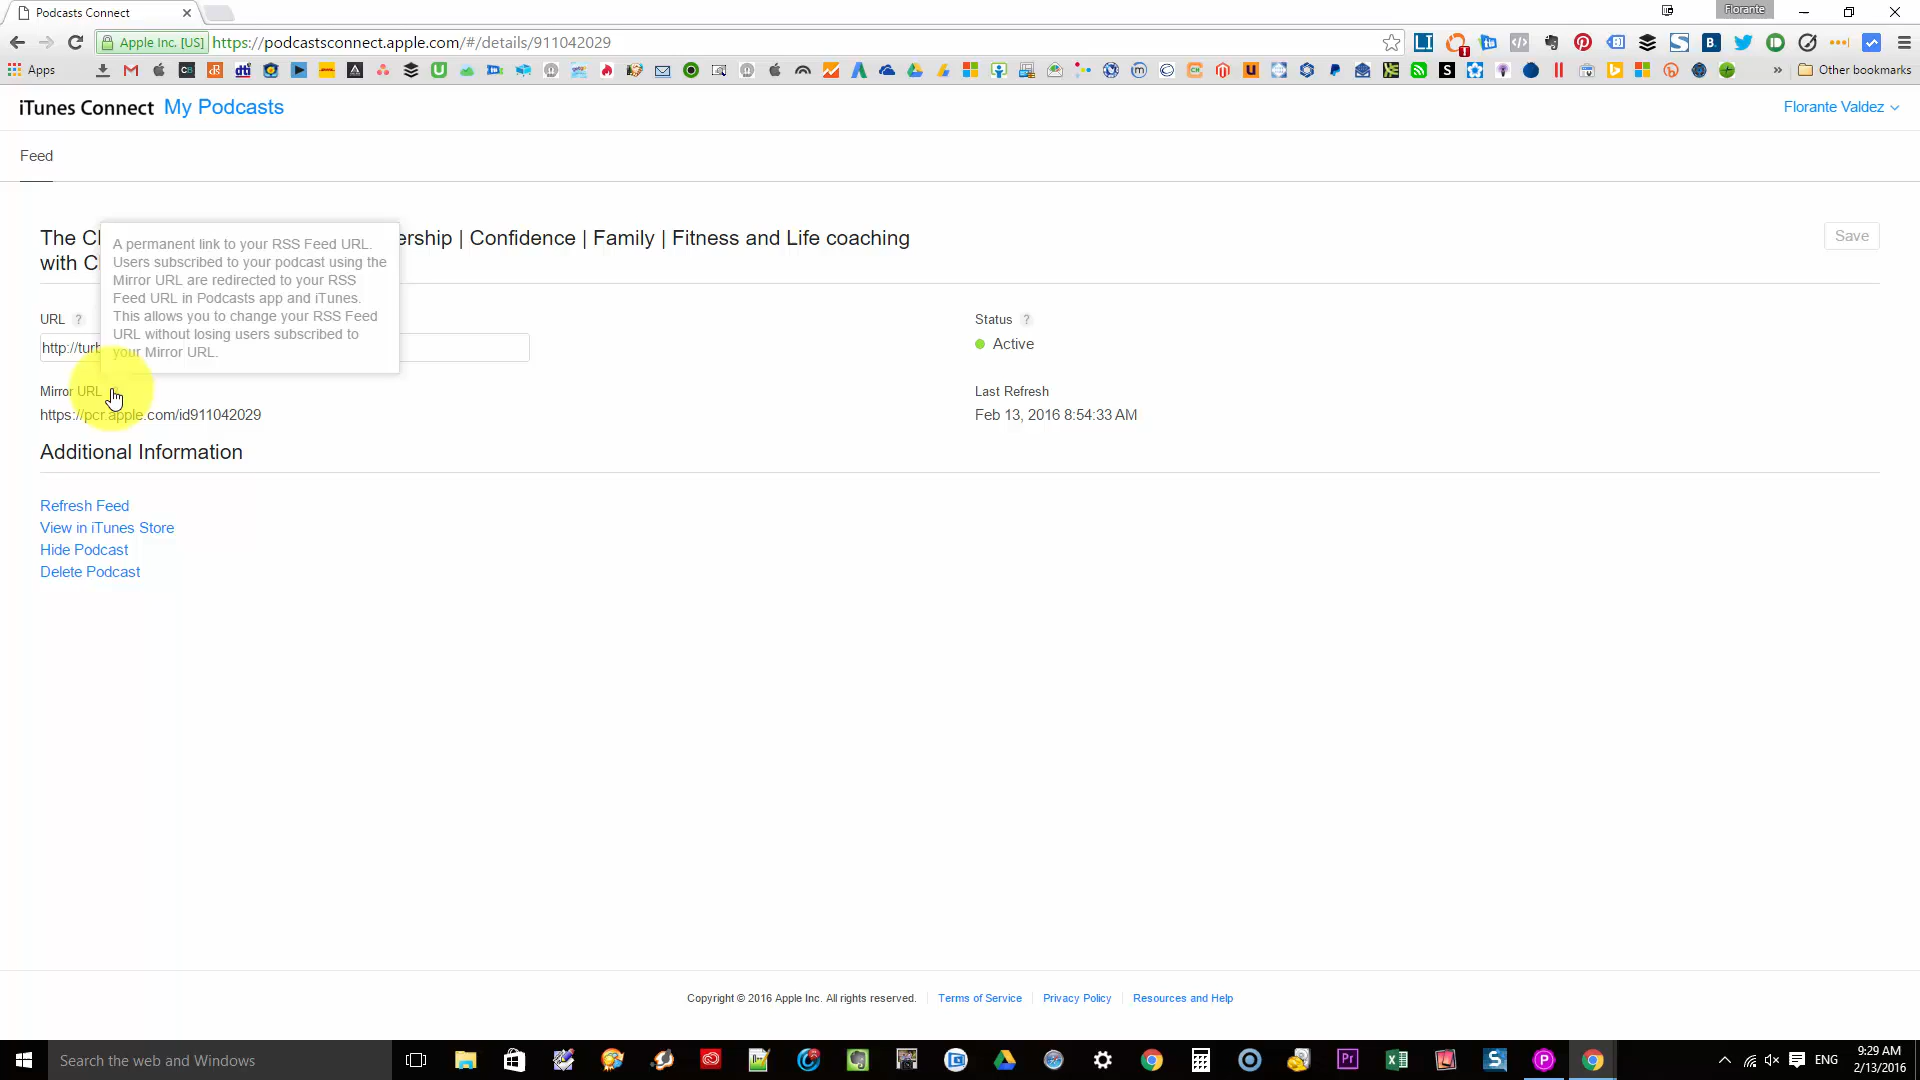 Podcasts Connect
Florante
Apple Inc. [US]
https://podcastsconnect.apple.com/#/details/911042029
Apps
Other bookmarks
iTunes Connect My Podcasts
Florante Valdez
Feed
The C
ership | Confidence | Family | Fitness and Life coaching
with C
Save
A permanent link to your RSS Feed URL.
Users subscribed to your podcast using the
Mirror URL are redirected to your RSS
Feed URL in Podcasts app and iTunes.
This allows you to change your RSS Feed
URL without losing users subscribed to
your Mirror URL.
URL ?
http://turb
Status ?
Active
Mirror URL
https://pcr.apple.com/id911042029
Last Refresh
Feb 13, 2016 8:54:33 AM
Additional Information
Refresh Feed
View in iTunes Store
Hide Podcast
Delete Podcast
Copyright © 2016 Apple Inc. All rights reserved.
Terms of Service
Privacy Policy
Resources and Help
Search the web and Windows
ENG
9:29 AM
2/13/2016